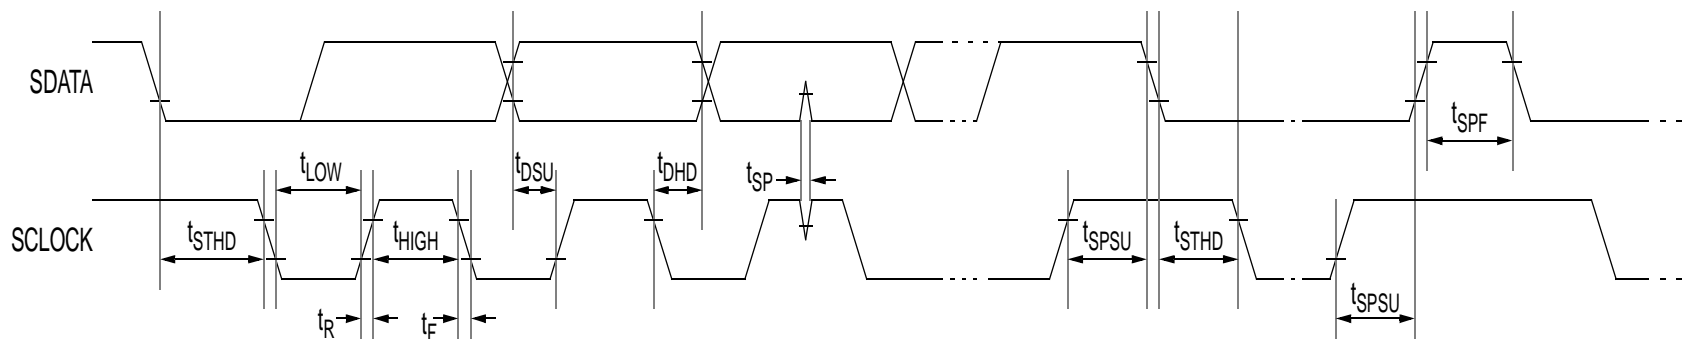 SDATA
tSPF
tLOW
tDSU
tDHD
tSP
SCLOCK
tSTHD
tHIGH
tSPSU
tSTHD
tSPSU
tR
tF